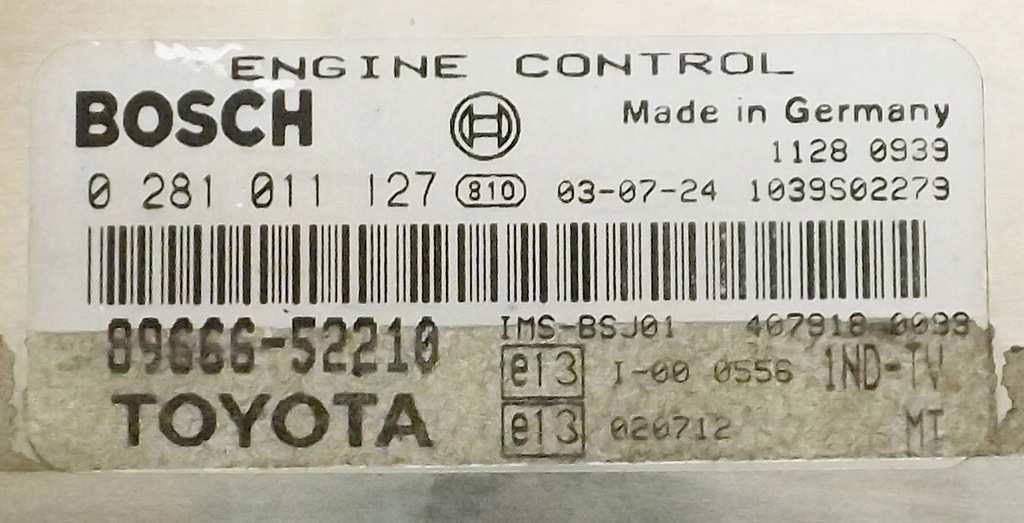 ENGINE CONTROL
BOSCH Made in Germany
1128 0939
0 281 011 127 810 03-07-24 1039S02279
89666-52210 IMS-BSJ01 407918 0099
e13 I-00 0556 1ND-TV
TOYOTA e13 020712 MT